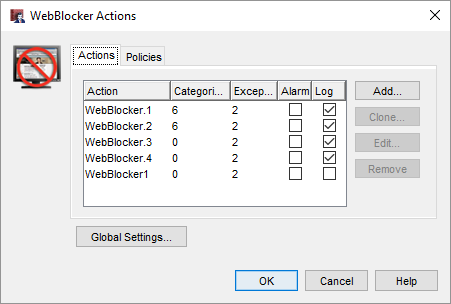 WebBlocker Actions
Actions Policies
Action Categori... Excep... Alarm Log
WebBlocker.1 6 2
WebBlocker.2 6 2
WebBlocker.3 0 2
WebBlocker.4 0 2
WebBlocker1 0 2
Add...
Clone...
Edit...
Remove
Global Settings...
OK Cancel Help